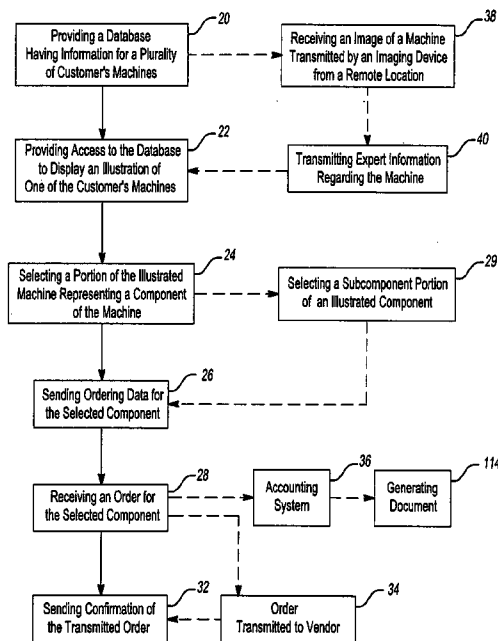 20
Providing a Database
Having Information for a Plurality
of Customer's Machines
38
Receiving an Image of a Machine
Transmitted by an Imaging Device
from a Remote Location
22
Providing Access to the Database
to Display an Illustration of
One of the Customer's Machines
40
Transmitting Expert Information
Regarding the Machine
24
Selecting a Portion of the Illustrated
Machine Representing a Component
of the Machine
29
Selecting a Subcomponent Portion
of an Illustrated Component
26
Sending Ordering Data for
the Selected Component
28
Receiving an Order for
the Selected Component
36
Accounting
System
114
Generating
Document
32
Sending Confirmation of
the Transmitted Order
34
Order
Transmitted to Vendor